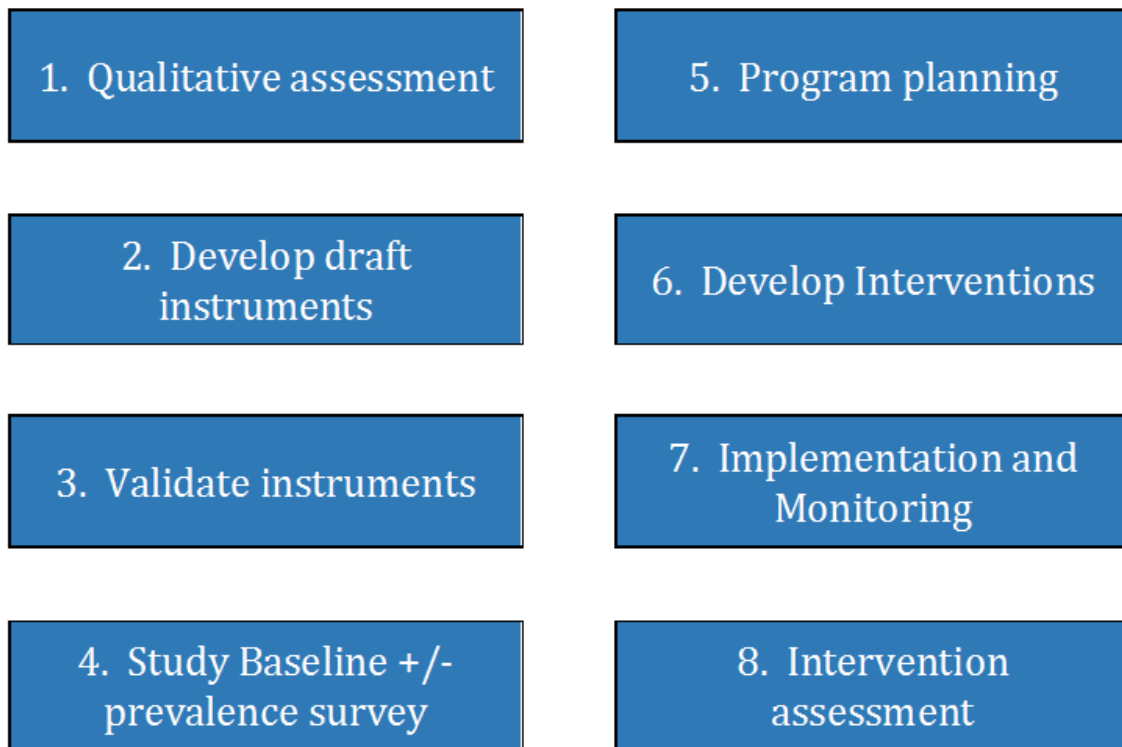 1. Qualitative assessment
2. Develop draft
instruments
3. Validate instruments
4. Study Baseline +/-
prevalence survey
5. Program planning
6. Develop Interventions
7. Implementation and
Monitoring
8. Intervention
assessment